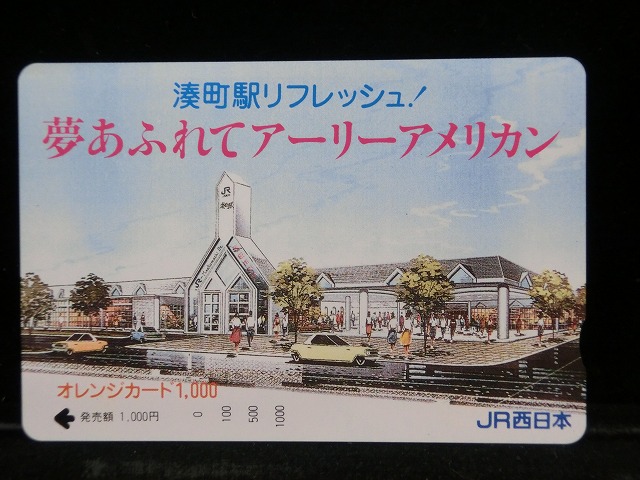 湊町駅リフレッシュ!
夢あふれてアーリーアメリカン
JR
オレンジカード1,000
発売額 1,000円
0 100 500 1000
JR西日本